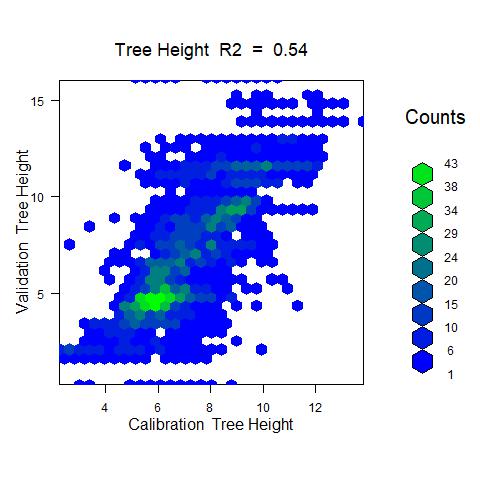 Tree Height R2 = 0.54
Counts
15
10
5
Validation Tree Height
4 6 8 10 12
Calibration Tree Height
43
38
34
29
24
20
15
10
6
1